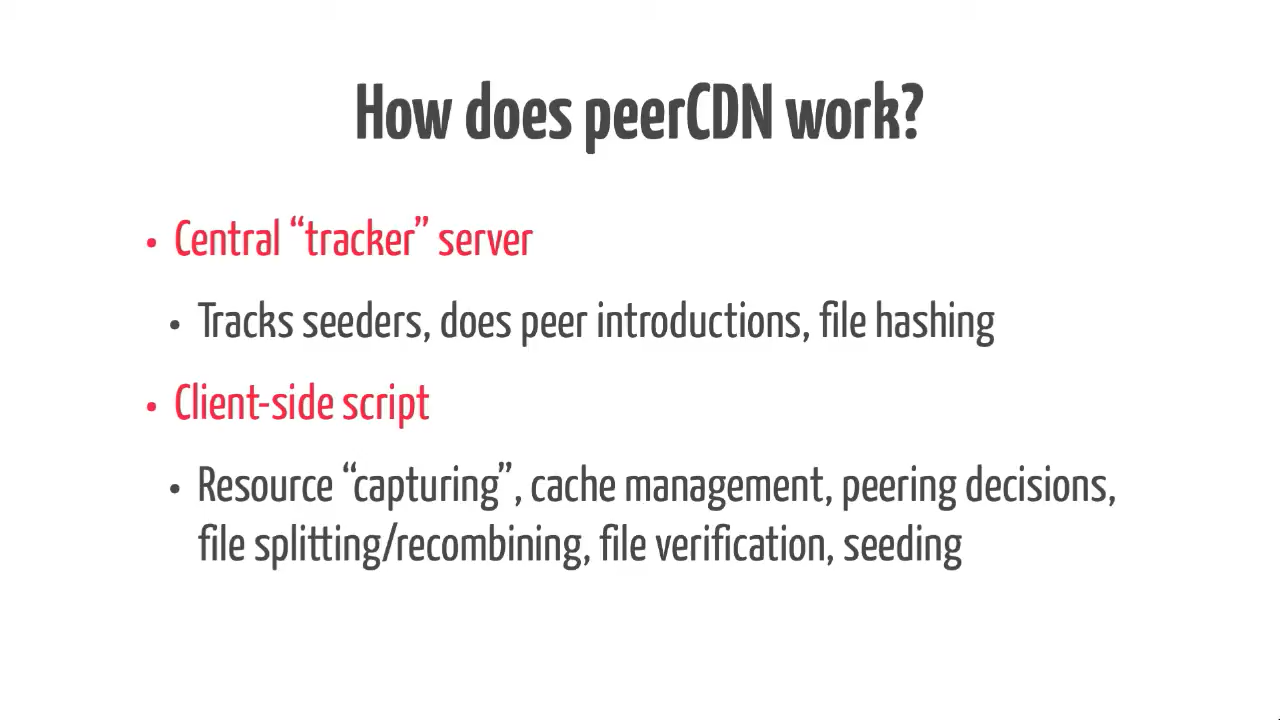 How does peerCDN work?
• Central “tracker” server
• Tracks seeders, does peer introductions, file hashing
• Client-side script
• Resource “capturing”, cache management, peering decisions,
file splitting/recombining, file verification, seeding